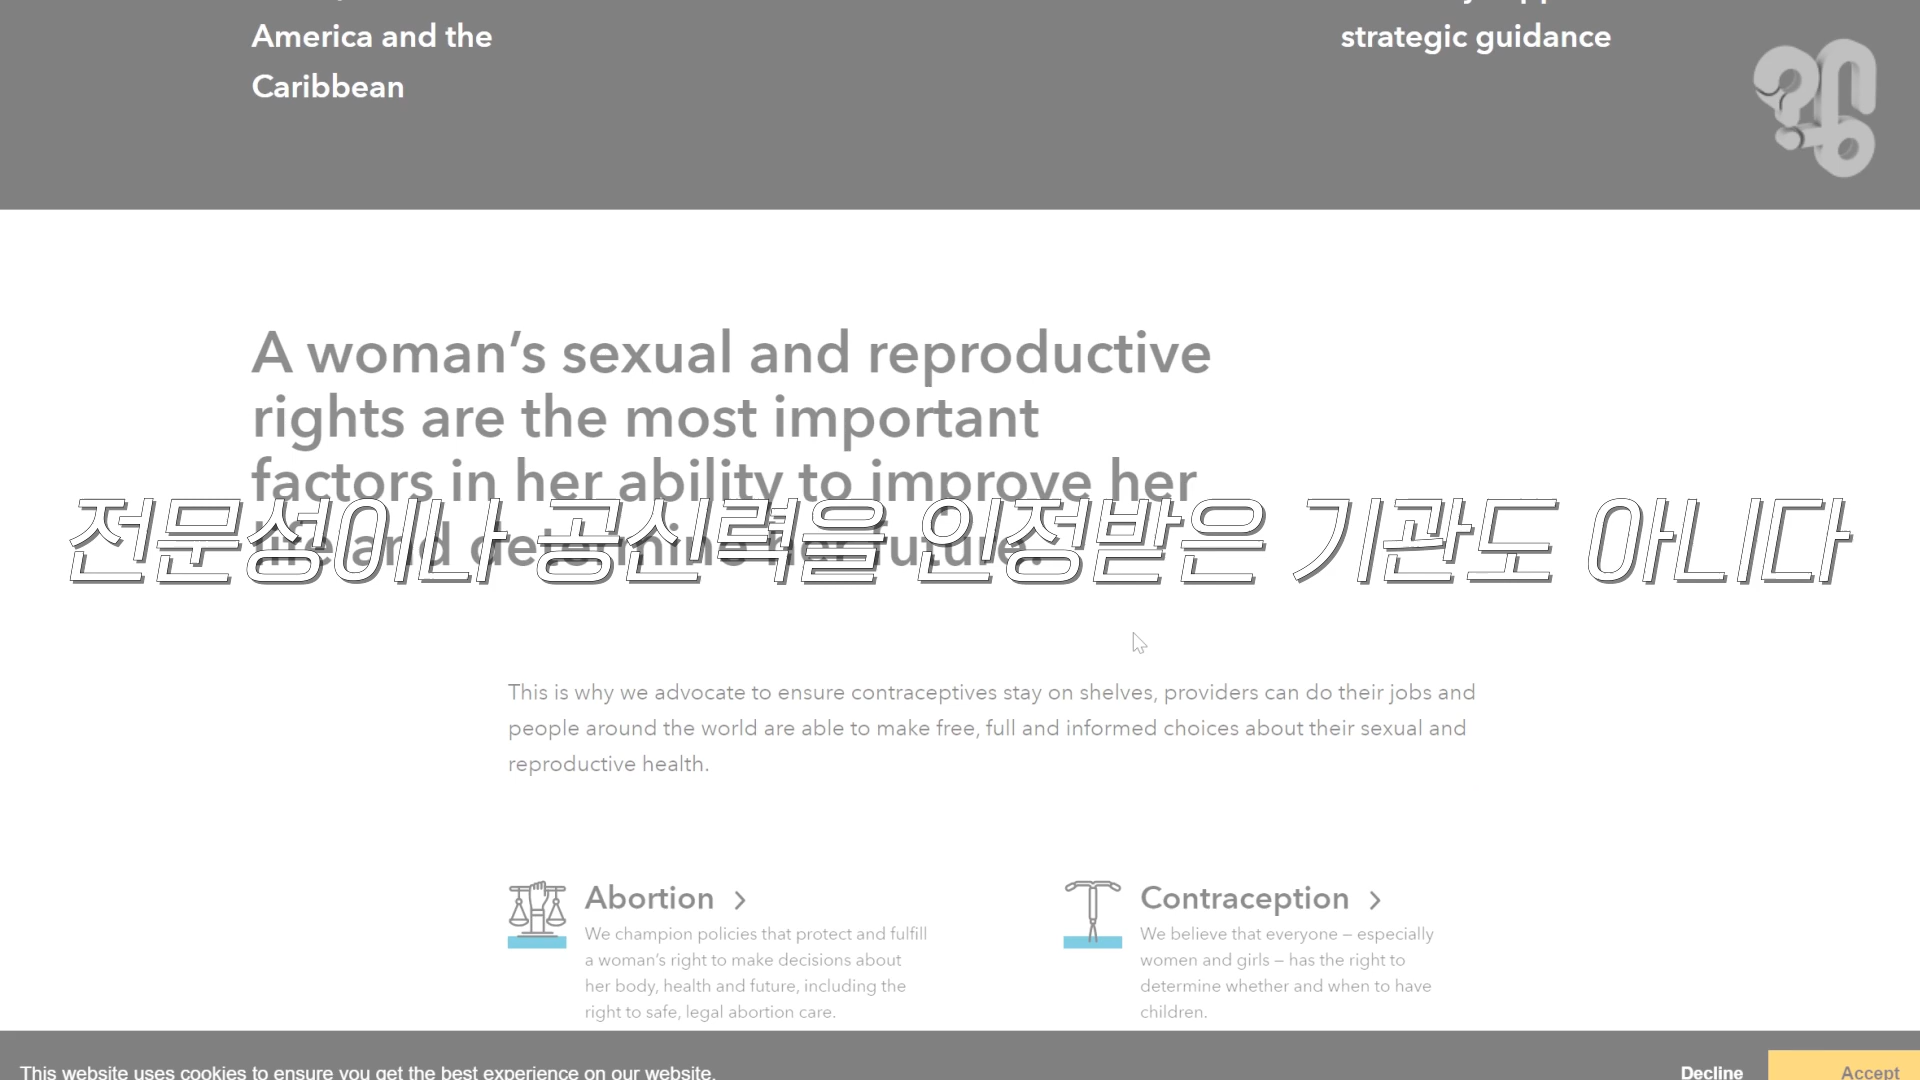 America and the
Caribbean
strategic guidance
A woman’s sexual and reproductive
rights are the most important
factors in her ability to improve her
life and determine her future.
전문성이나 공신력을 인정받은 기관도 아니다
This is why we advocate to ensure contraceptives stay on shelves, providers can do their jobs and
people around the world are able to make free, full and informed choices about their sexual and
reproductive health.
Abortion
We champion policies that protect and fulfill
a woman’s right to make decisions about
her body, health and future, including the
right to safe, legal abortion care.
Contraception
We believe that everyone – especially
women and girls – has the right to
determine whether and when to have
children.
This website uses cookies to ensure you get the best experience on our website.
Decline
Accept